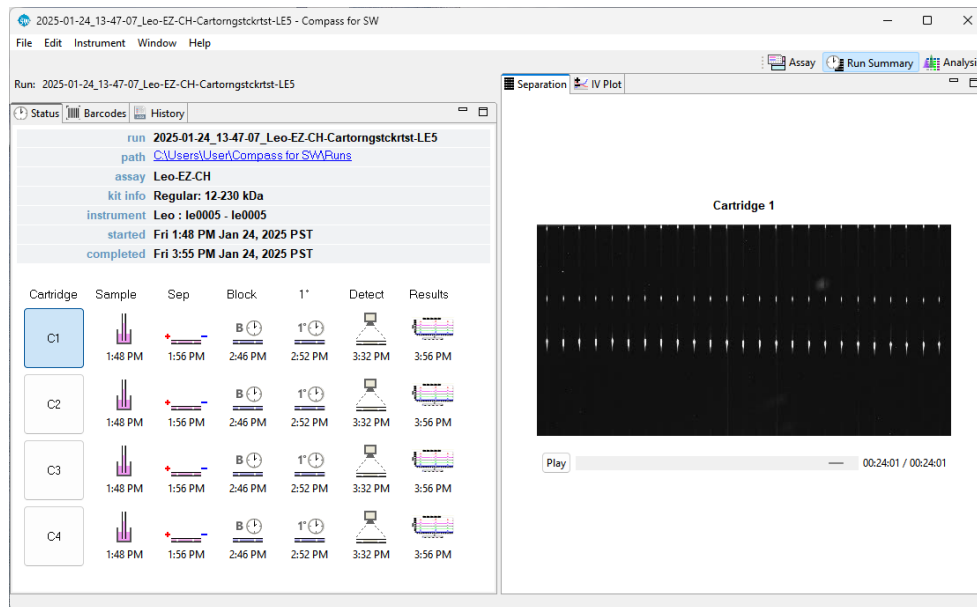 2025-01-24_13-47-07_Leo-EZ-CH-Cartorngstckrtst-LE5 - Compass for SW
File Edit Instrument Window Help
Assay Run Summary Analysi
Run: 2025-01-24_13-47-07_Leo-EZ-CH-Cartorngstckrtst-LE5
Status Barcodes History
run 2025-01-24_13-47-07_Leo-EZ-CH-Cartorngstckrtst-LE5
path C:\Users\User\Compass for SW\Runs
assay Leo-EZ-CH
kit info Regular: 12-230 kDa
instrument Leo : le0005 - le0005
started Fri 1:48 PM Jan 24, 2025 PST
completed Fri 3:55 PM Jan 24, 2025 PST
Cartridge Sample Sep Block 1° Detect Results
C1 B 1°
1:48 PM 1:56 PM 2:46 PM 2:52 PM 3:32 PM 3:56 PM
C2 B 1°
1:48 PM 1:56 PM 2:46 PM 2:52 PM 3:32 PM 3:56 PM
C3 B 1°
1:48 PM 1:56 PM 2:46 PM 2:52 PM 3:32 PM 3:56 PM
C4 B 1°
1:48 PM 1:56 PM 2:46 PM 2:52 PM 3:32 PM 3:56 PM
Separation IV Plot
Cartridge 1
Play 00:24:01 / 00:24:01